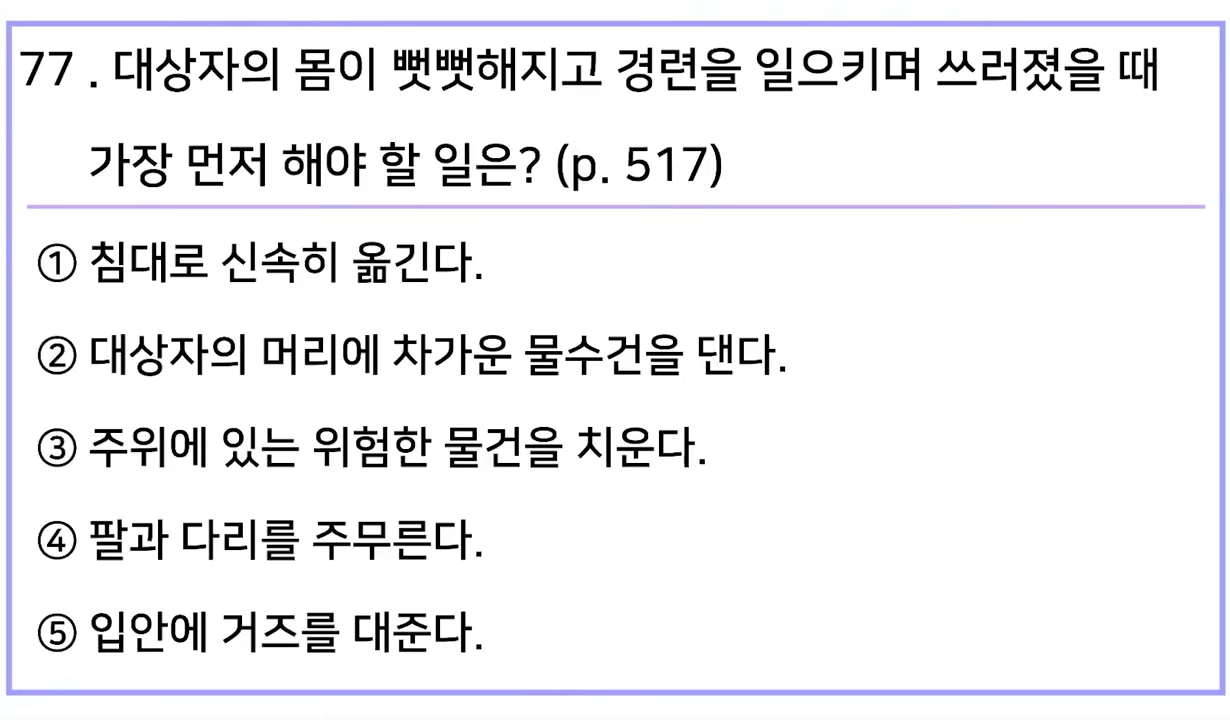 77 . 대상자의 몸이 뻣뻣해지고 경련을 일으키며 쓰러졌을 때
가장 먼저 해야 할 일은? (p. 517)
① 침대로 신속히 옮긴다.
② 대상자의 머리에 차가운 물수건을 댄다.
③ 주위에 있는 위험한 물건을 치운다.
④ 팔과 다리를 주무른다.
⑤ 입안에 거즈를 대준다.